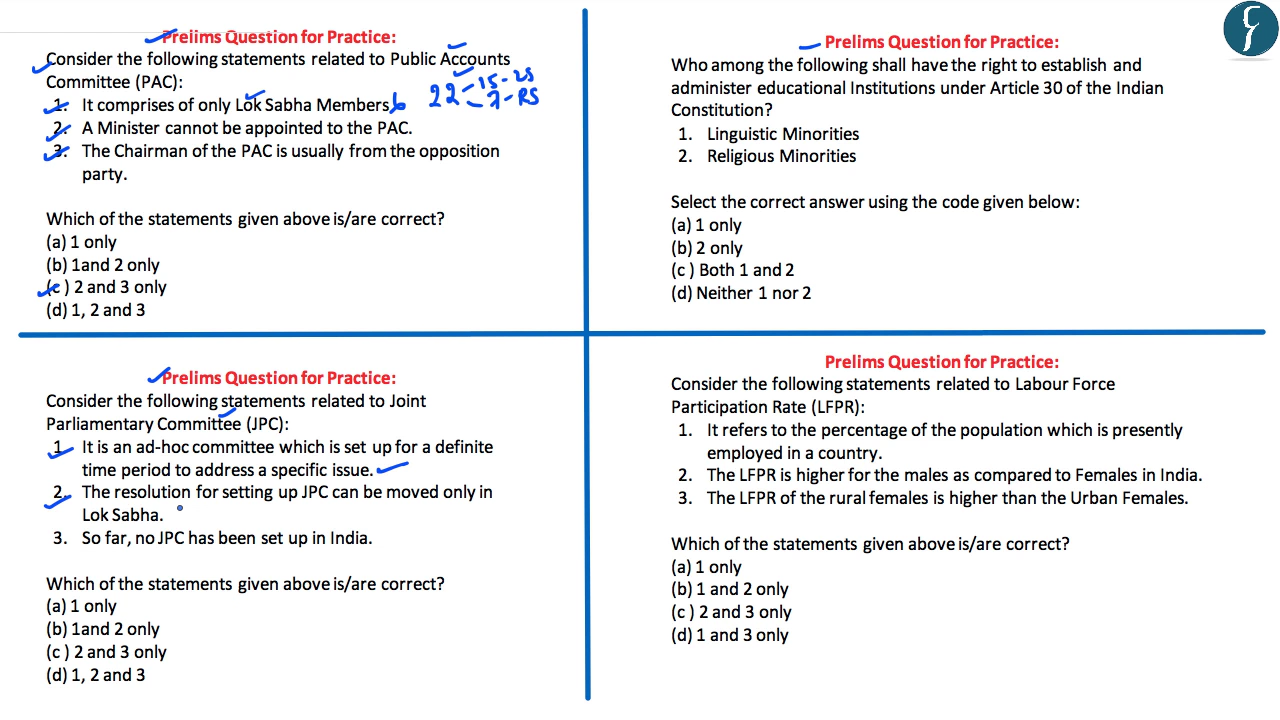 Prelims Question for Practice:
Consider the following statements related to Public Accounts
Committee (PAC):
1. It comprises of only Lok Sabha Members.
22 15-LS
7-RS
2. A Minister cannot be appointed to the PAC.
3. The Chairman of the PAC is usually from the opposition
party.
Which of the statements given above is/are correct?
(a) 1 only
(b) 1and 2 only
(c ) 2 and 3 only
(d) 1, 2 and 3
Prelims Question for Practice:
Who among the following shall have the right to establish and
administer educational Institutions under Article 30 of the Indian
Constitution?
1. Linguistic Minorities
2. Religious Minorities
Select the correct answer using the code given below:
(a) 1 only
(b) 2 only
(c ) Both 1 and 2
(d) Neither 1 nor 2
Prelims Question for Practice:
Consider the following statements related to Joint
Parliamentary Committee (JPC):
1. It is an ad-hoc committee which is set up for a definite
time period to address a specific issue.
2. The resolution for setting up JPC can be moved only in
Lok Sabha.
3. So far, no JPC has been set up in India.
Which of the statements given above is/are correct?
(a) 1 only
(b) 1and 2 only
(c ) 2 and 3 only
(d) 1, 2 and 3
Prelims Question for Practice:
Consider the following statements related to Labour Force
Participation Rate (LFPR):
1. It refers to the percentage of the population which is presently
employed in a country.
2. The LFPR is higher for the males as compared to Females in India.
3. The LFPR of the rural females is higher than the Urban Females.
Which of the statements given above is/are correct?
(a) 1 only
(b) 1 and 2 only
(c ) 2 and 3 only
(d) 1 and 3 only